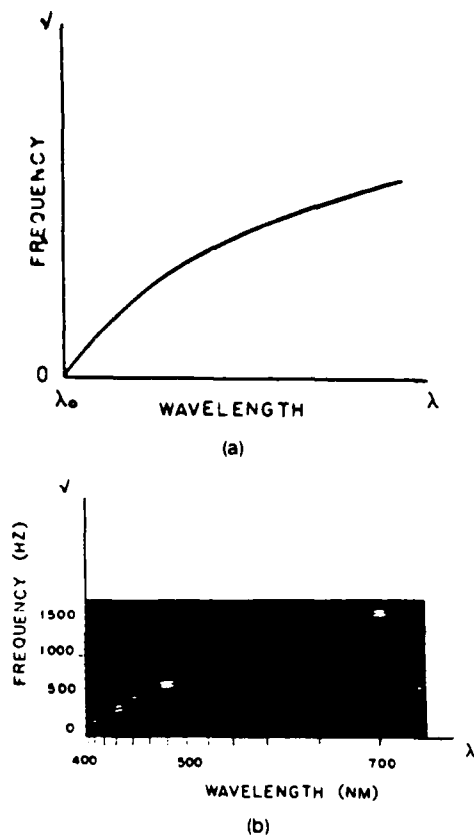 √
FREQUENCY
0
λ₀
WAVELENGTH
λ
(a)
√
FREQUENCY (HZ)
1500
1000
500
0
400
500
700
λ
WAVELENGTH (NM)
(b)